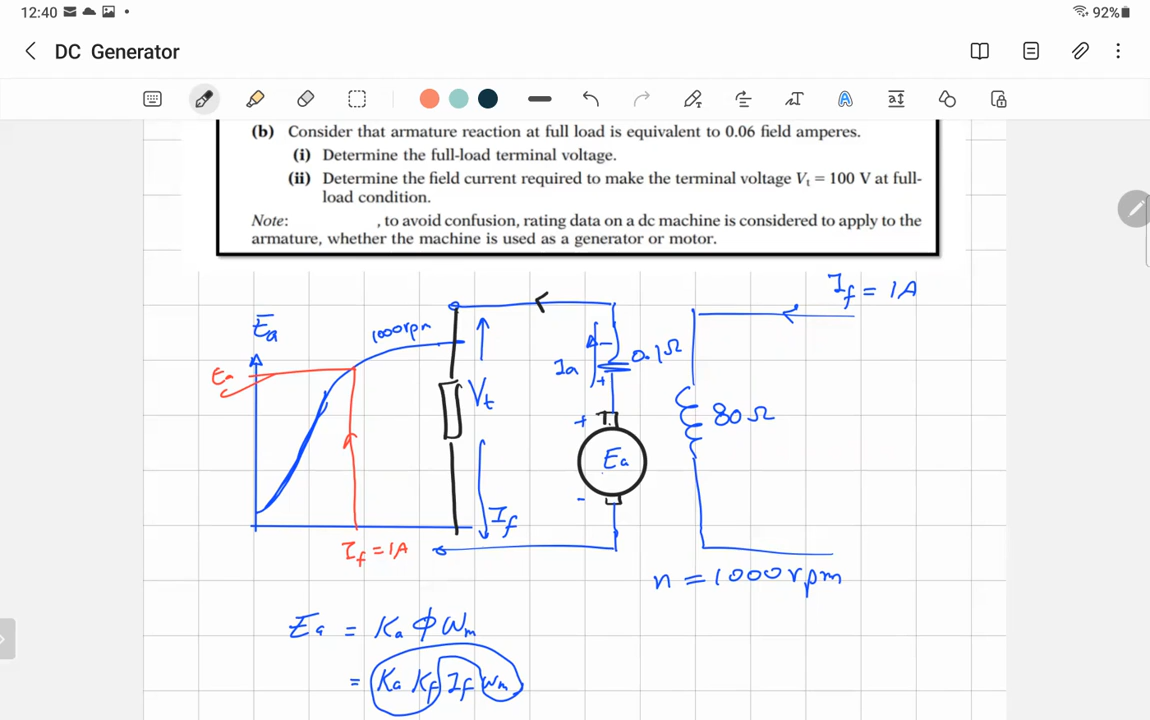 12:40 92%
DC Generator
(b) Consider that armature reaction at full load is equivalent to 0.06 field amperes.
(i) Determine the full-load terminal voltage.
(ii) Determine the field current required to make the terminal voltage Vt = 100 V at full-
load condition.
Note: , to avoid confusion, rating data on a dc machine is considered to apply to the
armature, whether the machine is used as a generator or motor.
If = 1A
Ea
1000rpm
0.1Ω
Ia
+
-
Ea
Vt
80Ω
+
Ea
-
If
If = 1A
n = 1000rpm
Ea = Ka Φ Wm
= Ka Kf If Wm